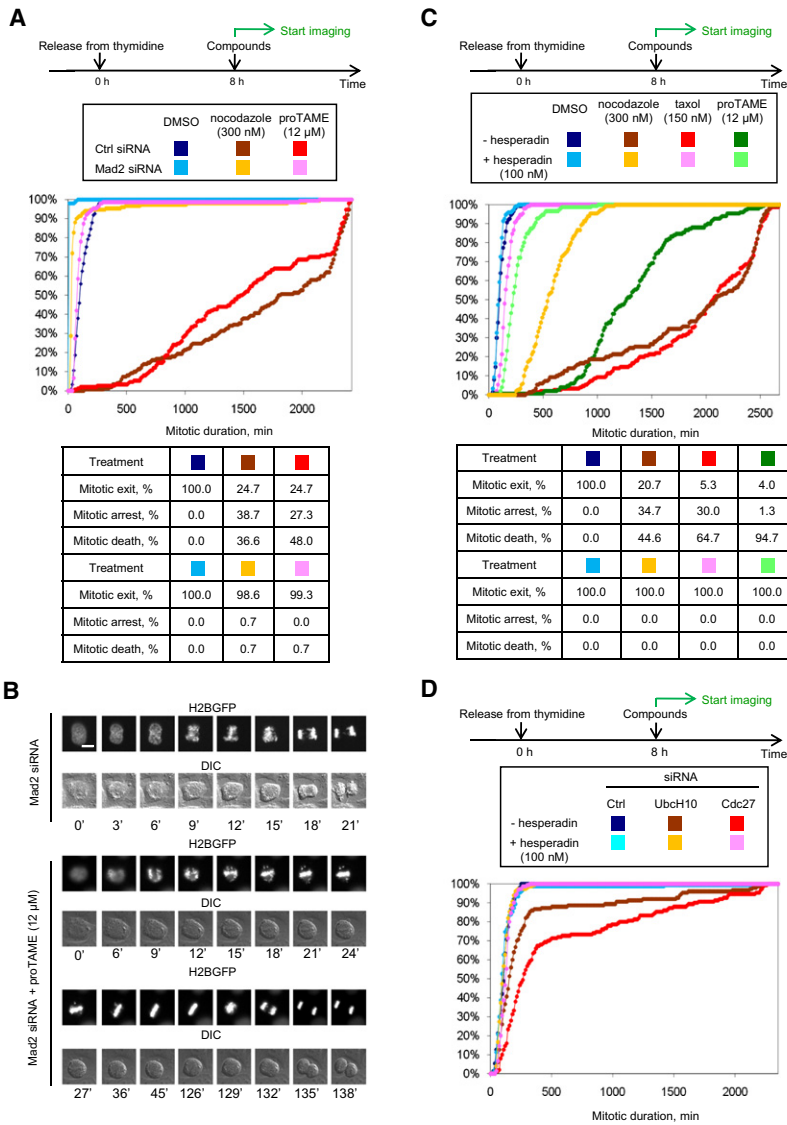 A
Start imaging
Release from thymidine
Compounds
0 h
8 h
Time
DMSO
nocodazole
(300 nM)
proTAME
(12 µM)
Ctrl siRNA
Mad2 siRNA
100%
90%
80%
70%
60%
50%
40%
30%
20%
10%
0%
0
500
1000
1500
2000
Mitotic duration, min
Treatment
Mitotic exit, % 100.0 24.7 24.7
Mitotic arrest, % 0.0 38.7 27.3
Mitotic death, % 0.0 36.6 48.0
Treatment
Mitotic exit, % 100.0 98.6 99.3
Mitotic arrest, % 0.0 0.7 0.0
Mitotic death, % 0.0 0.7 0.7
B
H2BGFP
Mad2 siRNA
DIC
0' 3' 6' 9' 12' 15' 18' 21'
H2BGFP
Mad2 siRNA + proTAME (12 µM)
DIC
0' 6' 9' 12' 15' 18' 21' 24'
H2BGFP
DIC
27' 36' 45' 126' 129' 132' 135' 138'
C
Start imaging
Release from thymidine
Compounds
0 h
8 h
Time
DMSO
nocodazole
(300 nM)
taxol
(150 nM)
proTAME
(12 µM)
- hesperadin
+ hesperadin
(100 nM)
100%
90%
80%
70%
60%
50%
40%
30%
20%
10%
0%
0
500
1000
1500
2000
2500
Mitotic duration, min
Treatment
Mitotic exit, % 100.0 20.7 5.3 4.0
Mitotic arrest, % 0.0 34.7 30.0 1.3
Mitotic death, % 0.0 44.6 64.7 94.7
Treatment
Mitotic exit, % 100.0 100.0 100.0 100.0
Mitotic arrest, % 0.0 0.0 0.0 0.0
Mitotic death, % 0.0 0.0 0.0 0.0
D
Start imaging
Release from thymidine
Compounds
0 h
8 h
Time
siRNA
Ctrl
UbcH10
Cdc27
- hesperadin
+ hesperadin
(100 nM)
100%
90%
80%
70%
60%
50%
40%
30%
20%
10%
0%
0
500
1000
1500
2000
Mitotic duration, min